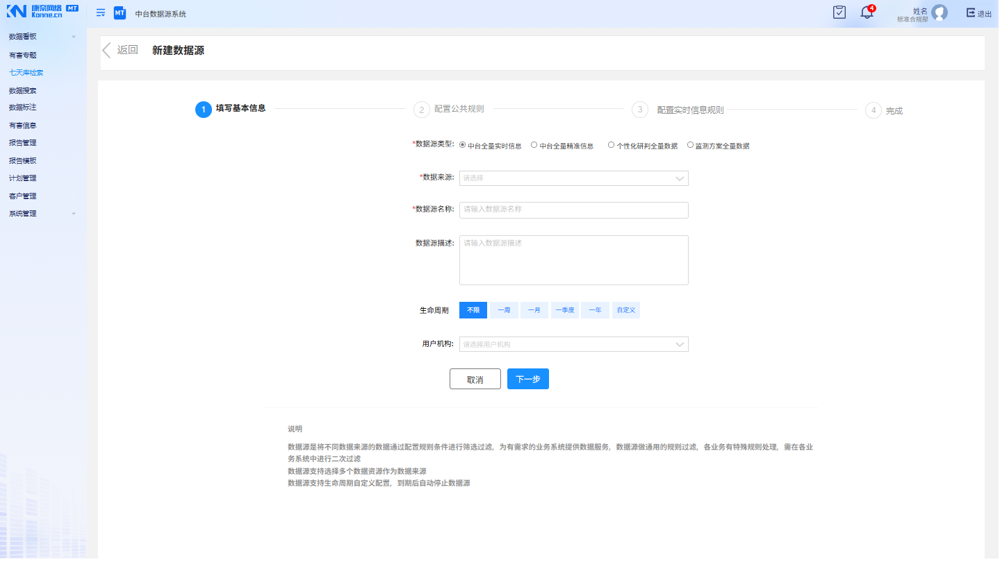 康奈网络 MT
Konne.cn
MT 中台数据源系统
4
姓名
标准合规部
退出
数据看板
有害专题
七天库检索
数据搜索
数据标注
有害信息
报告管理
报告模板
计划管理
客户管理
系统管理
返回 新建数据源
1 填写基本信息 2 配置公共规则 3 配置实时信息规则 4 完成
*数据源类型: 中台全量实时信息 中台全量精准信息 个性化研判全量数据 监测方案全量数据
*数据来源: 请选择
*数据源名称: 请输入数据源名称
数据源描述: 请输入数据源描述
生命周期 不限 一周 一月 一季度 一年 自定义
用户机构: 请选择用户机构
取消 下一步
说明
数据源是将不同数据来源的数据通过配置规则条件进行筛选过滤，为有需求的业务系统提供数据服务，数据源做通用的规则过滤，各业务有特殊规则处理，需在各业
务系统中进行二次过滤
数据源支持选择多个数据资源作为数据来源
数据源支持生命周期自定义配置，到期后自动停止数据源